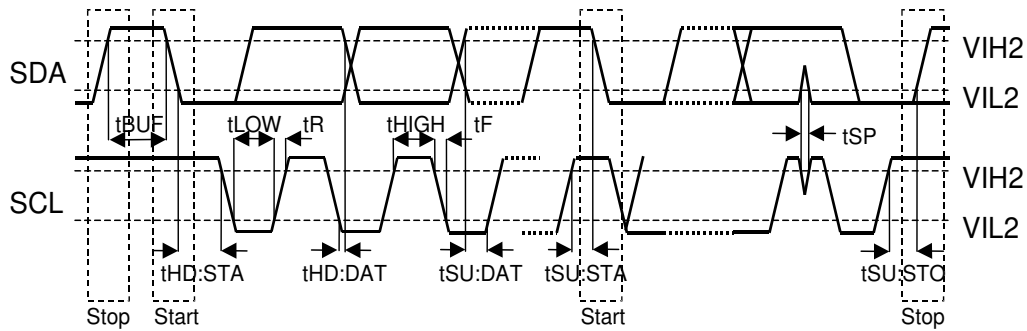 VIH2
SDA
VIL2
tBUF tLOW tR tHIGH tF tSP
VIH2
SCL
VIL2
tHD:STA tHD:DAT tSU:DAT tSU:STA tSU:STO
Stop Start Start Stop